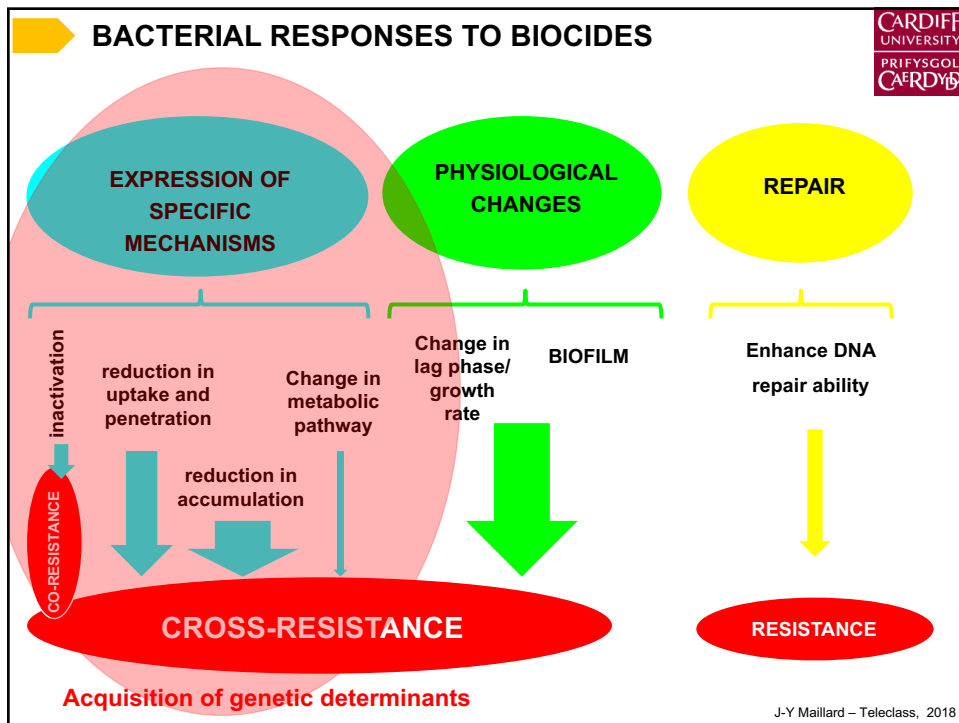 BACTERIAL RESPONSES TO BIOCIDES
CARDIFF
UNIVERSITY
PRIFYSGOL
CAERDYDD
EXPRESSION OF
SPECIFIC
MECHANISMS
PHYSIOLOGICAL
CHANGES
REPAIR
inactivation
reduction in
uptake and
penetration
reduction in
accumulation
Change in
metabolic
pathway
Change in
lag phase/
growth
rate
BIOFILM
Enhance DNA
repair ability
CO-RESISTANCE
CROSS-RESISTANCE
RESISTANCE
Acquisition of genetic determinants
J-Y Maillard – Teleclass, 2018